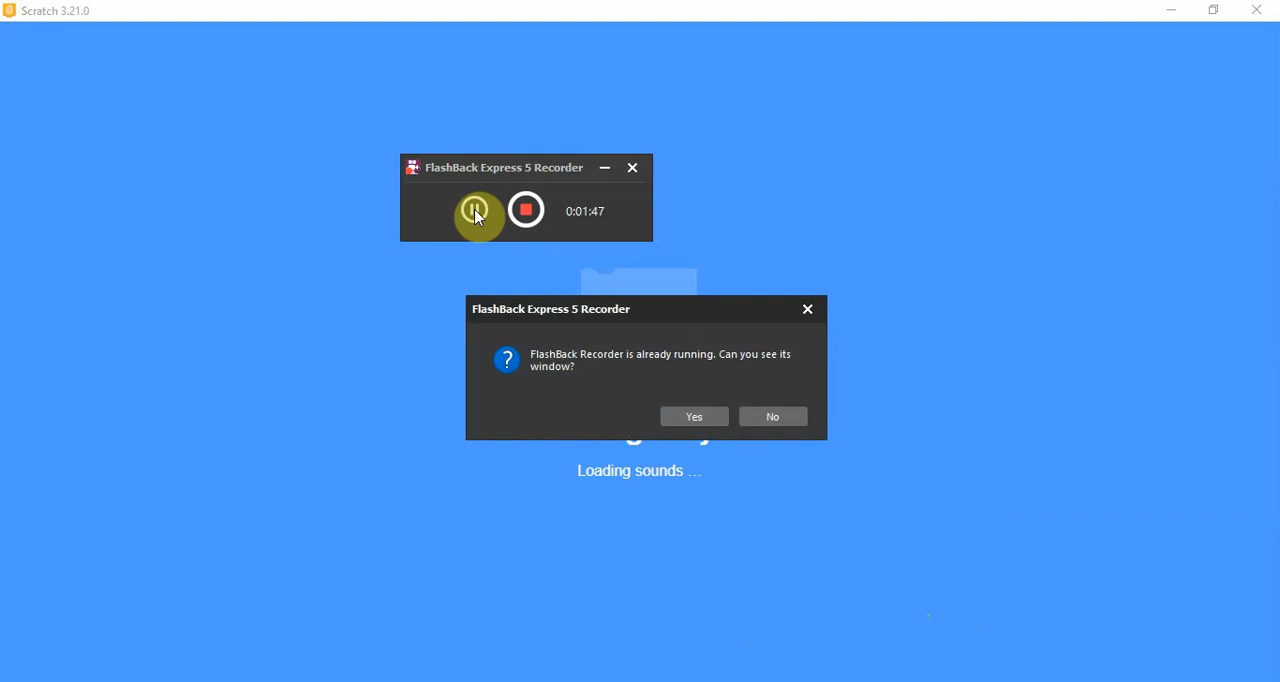 Scratch 3.21.0
FlashBack Express 5 Recorder
0:01:47
FlashBack Express 5 Recorder
FlashBack Recorder is already running. Can you see its
window?
Yes
No
Loading sounds ...